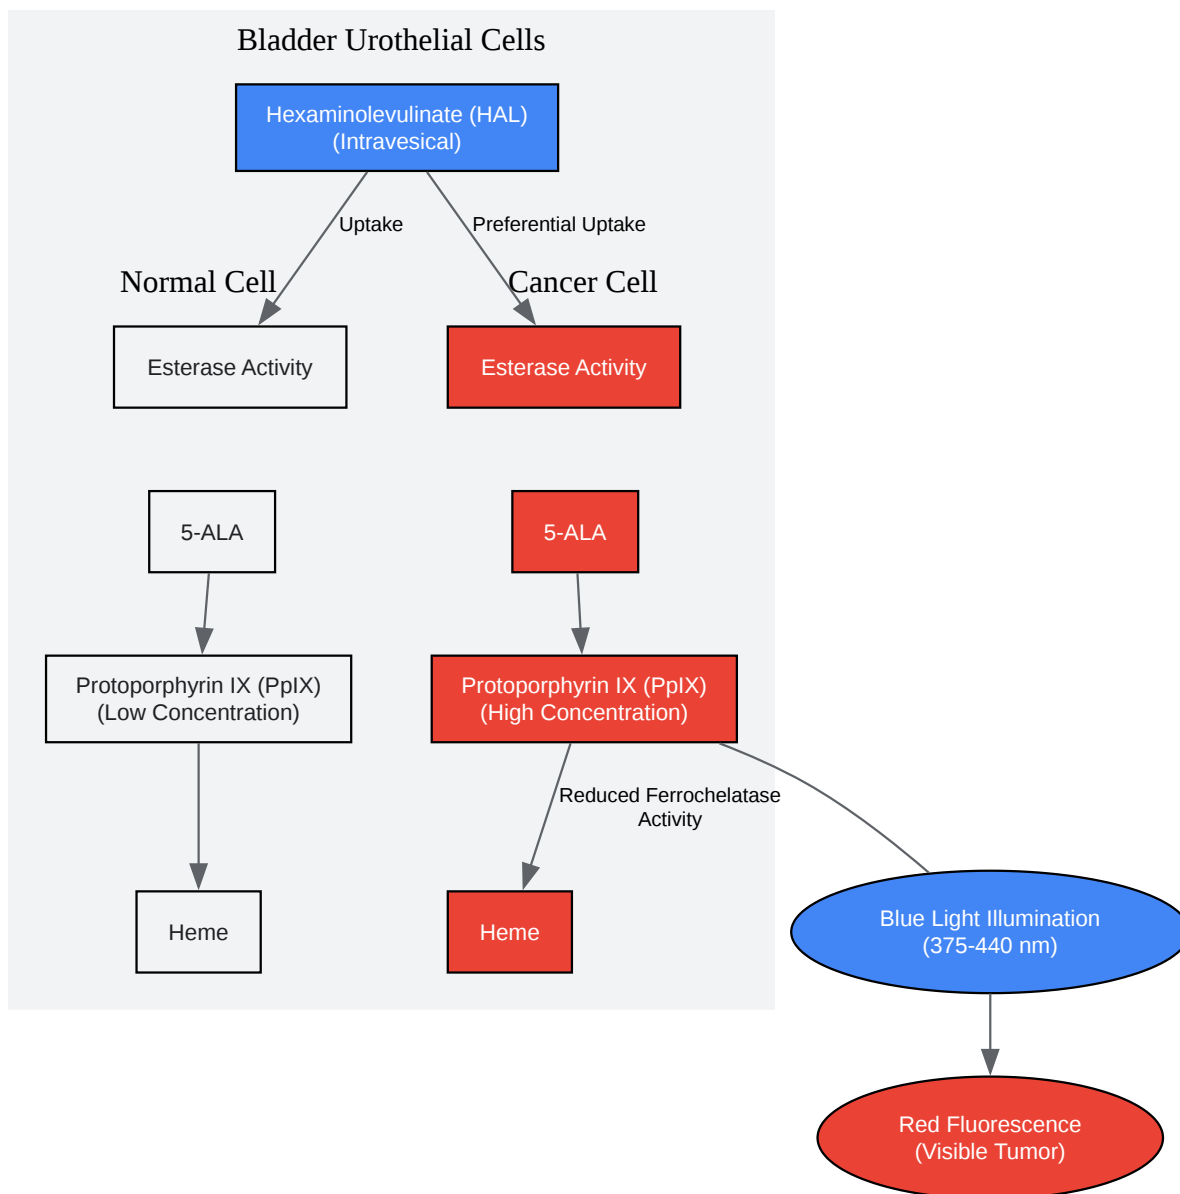 Bladder Urothelial Cells
Hexaminolevulinate (HAL)
(Intravesical)
Uptake
Preferential Uptake
Normal Cell
Cancer Cell
Esterase Activity
Esterase Activity
5-ALA
5-ALA
Protoporphyrin IX (PpIX)
(Low Concentration)
Protoporphyrin IX (PpIX)
(High Concentration)
Reduced Ferrochelatase
Activity
Heme
Heme
Blue Light Illumination
(375-440 nm)
Red Fluorescence
(Visible Tumor)